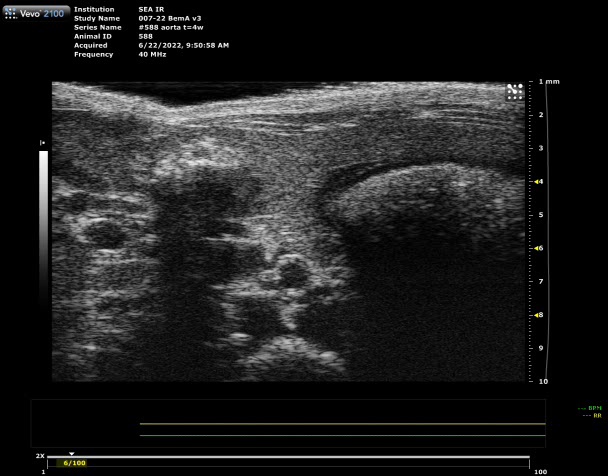 Vevo 2100
Institution SEA IR
Study Name 007-22 BemA v3
Series Name #588 aorta t=4w
Animal ID 588
Acquired 6/22/2022, 9:50:58 AM
Frequency 40 MHz
1 mm
2
3
4
5
6
7
8
9
10
--- BPM
--- RR
2X
6/100
1 100